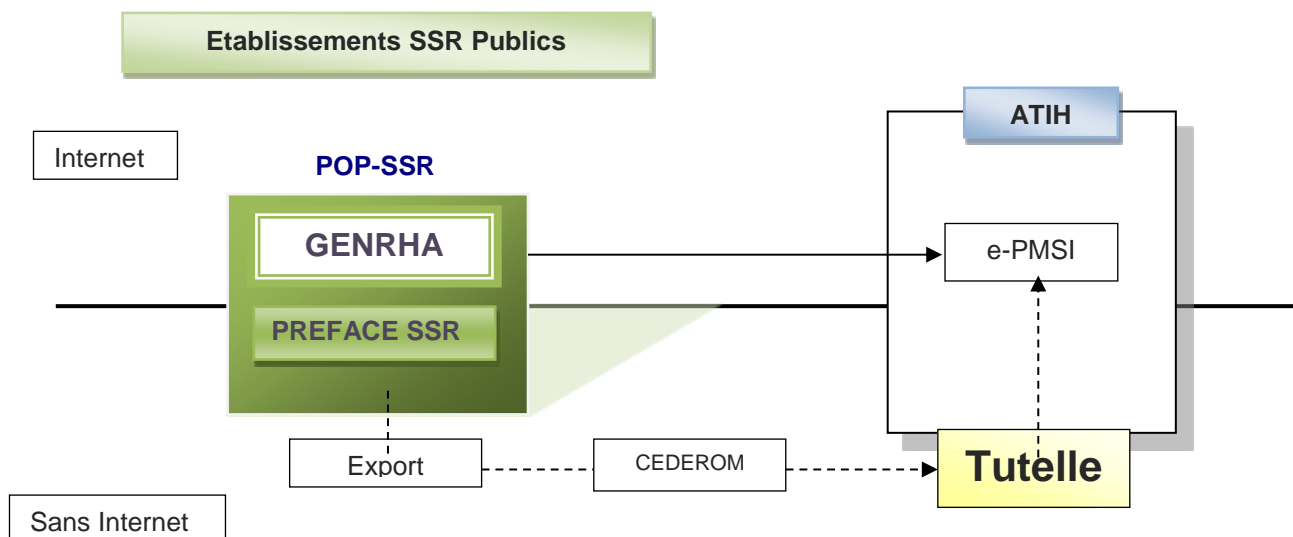 Etablissements SSR Publics
ATIH
Internet
POP-SSR
GENRHA
e-PMSI
PREFACE SSR
Export
CEDEROM
Tutelle
Sans Internet